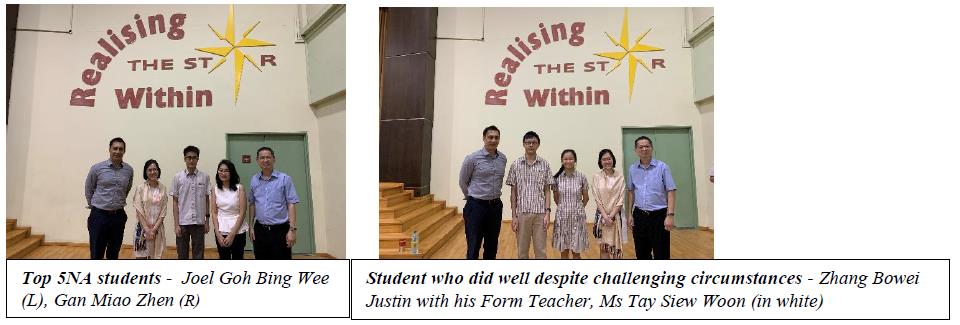 Realising
THE ST R
Within
Realising
THE ST R
Within
Top 5NA students - Joel Goh Bing Wee
(L), Gan Miao Zhen (R)
Student who did well despite challenging circumstances - Zhang Bowei
Justin with his Form Teacher, Ms Tay Siew Woon (in white)